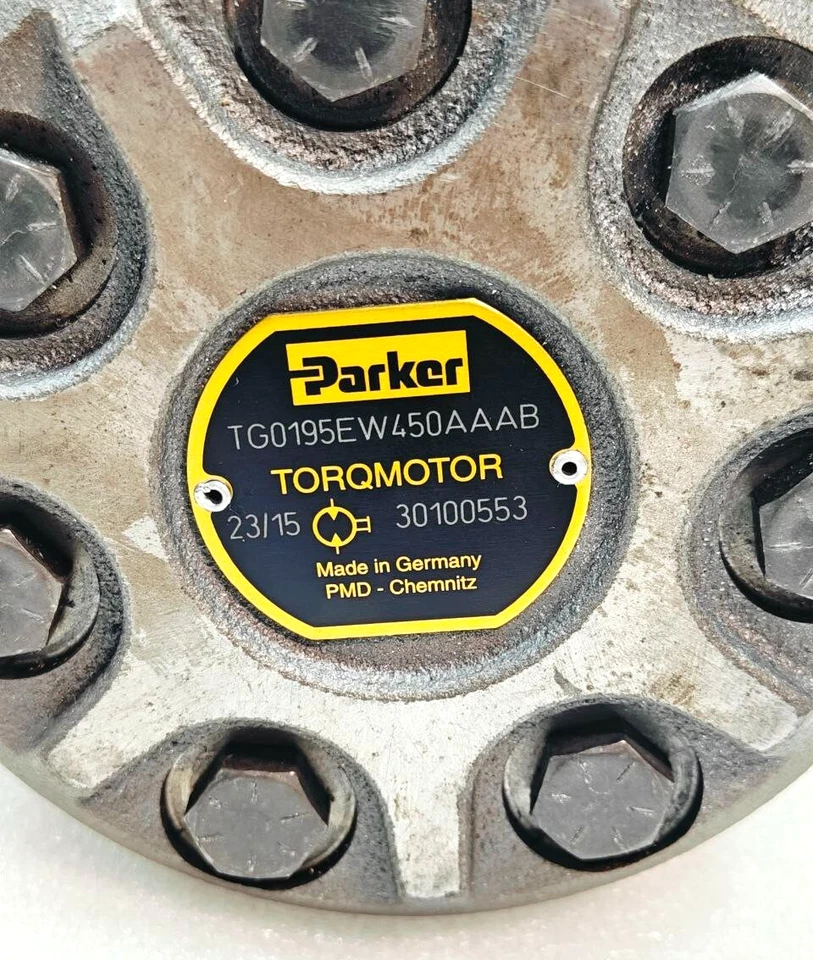 Parker
TG0195EW450AAAB
TORQMOTOR
23/15 30100553
Made in Germany
PMD - Chemnitz